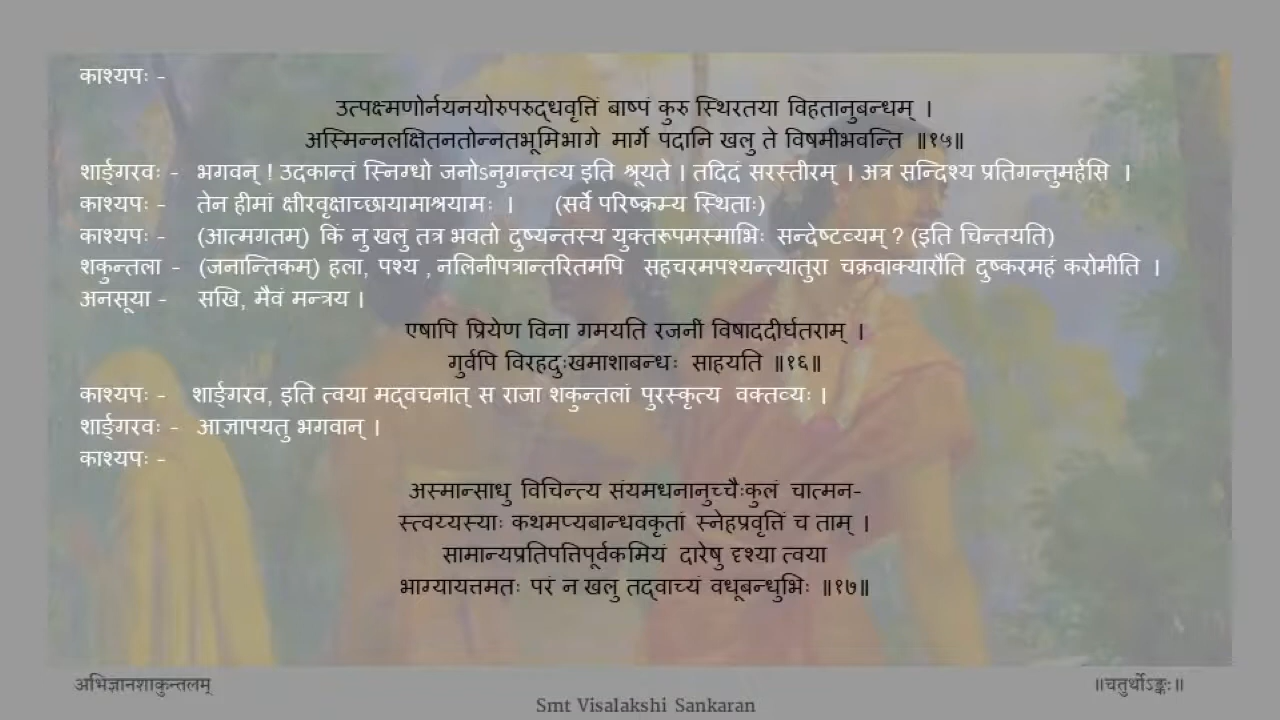 काश्यपः -
उत्पक्ष्मणोर्नयनयोरुपरुद्धवृत्तिं बाष्पं कुरु स्थिरतया विहतानुबन्धम् ।
अस्मिन्नलक्षितनतोन्नतभूमिभागे मार्गे पदानि खलु ते विषमीभवन्ति ॥१५॥
शार्ङ्गरवः - भगवन् ! उदकान्तं स्निग्धो जनोऽनुगन्तव्य इति श्रूयते । तदिदं सरस्तीरम् । अत्र सन्दिश्य प्रतिगन्तुमर्हसि ।
काश्यपः - तेन हीमां क्षीरवृक्षाच्छायामाश्रयामः । (सर्वे परिष्क्रम्य स्थिताः)
काश्यपः - (आत्मगतम्) किं नु खलु तत्र भवतो दुष्यन्तस्य युक्तरूपमस्माभिः सन्देष्टव्यम् ? (इति चिन्तयति)
शकुन्तला - (जनान्तिकम्) हला, पश्य , नलिनीपत्रान्तरितमपि सहचरमपश्यन्त्यातुरा चक्रवाक्यारौति दुष्करमहं करोमीति ।
अनसूया - सखि, मैवं मन्त्रय ।
एषापि प्रियेण विना गमयति रजनीं विषाददीर्घतराम् ।
गुर्वपि विरहदुःखमाशाबन्धः साहयति ॥१६॥
काश्यपः - शार्ङ्गरव, इति त्वया मद्वचनात् स राजा शकुन्तलां पुरस्कृत्य वक्तव्यः ।
शार्ङ्गरवः - आज्ञापयतु भगवान् ।
काश्यपः -
अस्मान्साधु विचिन्त्य संयमधनानुच्चैःकुलं चात्मन-
स्त्वय्यस्याः कथमप्यबान्धवकृतां स्नेहप्रवृत्तिं च ताम् ।
सामान्यप्रतिपत्तिपूर्वकमियं दारेषु दृश्या त्वया
भाग्यायत्तमतः परं न खलु तद्वाच्यं वधूबन्धुभिः ॥१७॥
अभिज्ञानशाकुन्तलम्
॥चतुर्थोऽङ्कः॥
Smt Visalakshi Sankaran